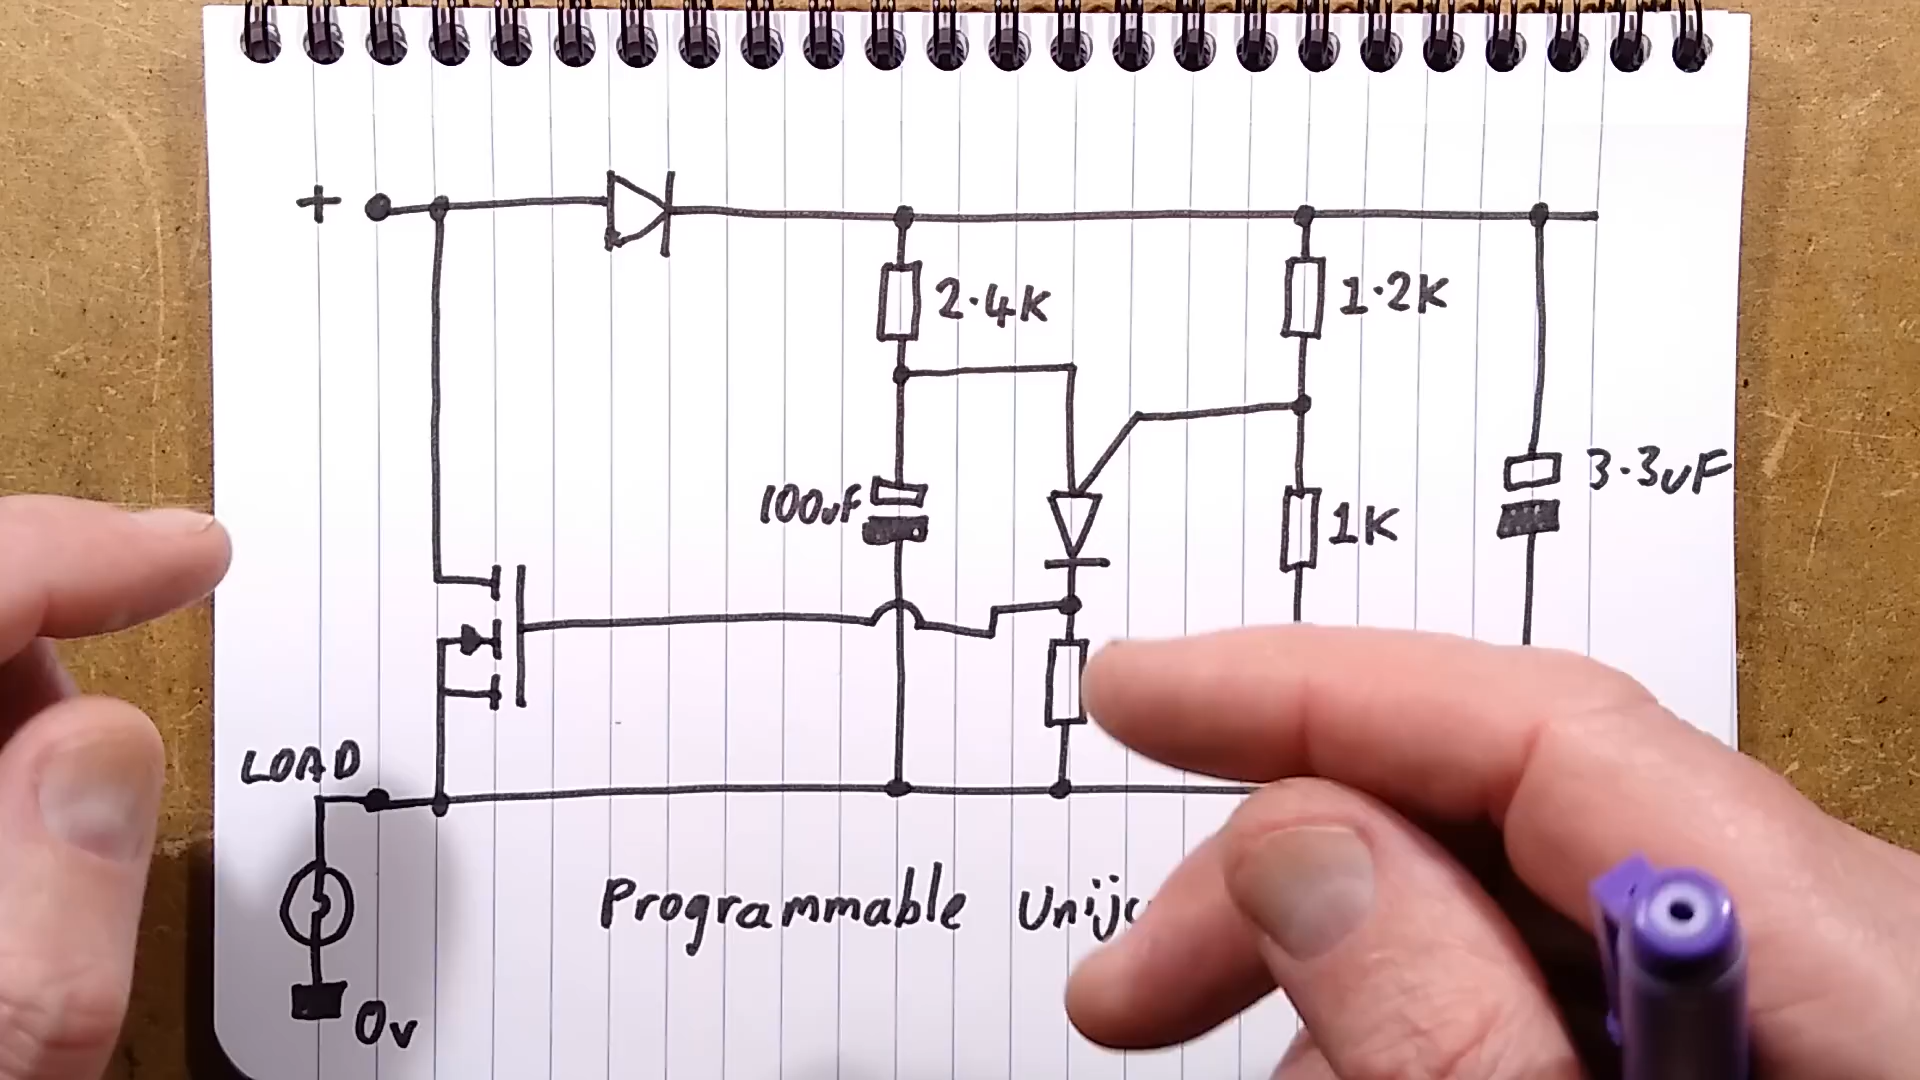 +
2.4K
1.2K
100uF
3.3uF
1K
LOAD
Programmable
0v